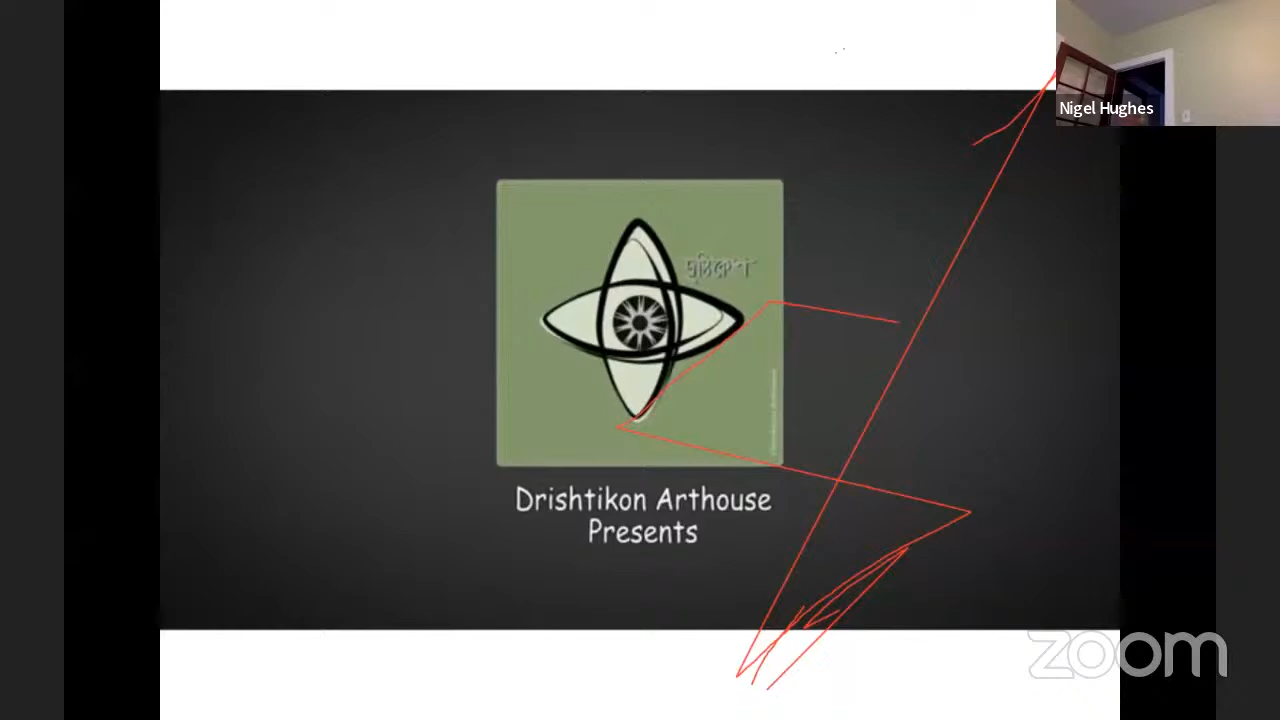 Nigel Hughes
দৃষ্টিকোণ
Drishtikon Arthouse
Presents
zoom